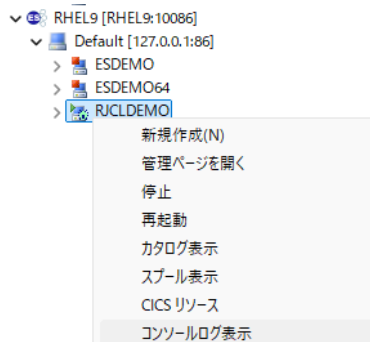 ES RHEL9 [RHEL9:10086]
Default [127.0.0.1:86]
ESDEMO
ESDEMO64
RJCLDEMO
新規作成(N)
管理ページを開く
停止
再起動
カタログ表示
スプール表示
CICS リソース
コンソールログ表示